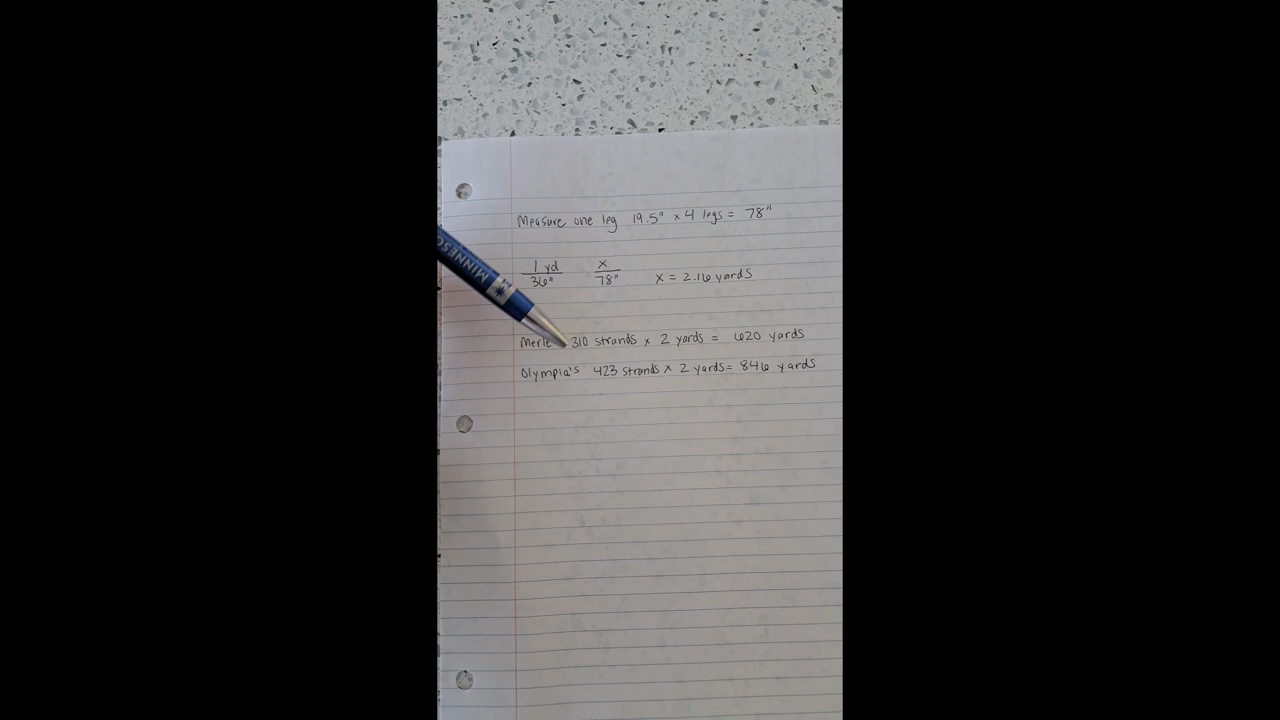 Measure one leg 19.5" x 4 legs = 78"
1 yd x
36" 78" x = 2.16 yards
Merle 310 strands x 2 yards = 620 yards
Olympia's 423 strands x 2 yards = 846 yards
MINNESO